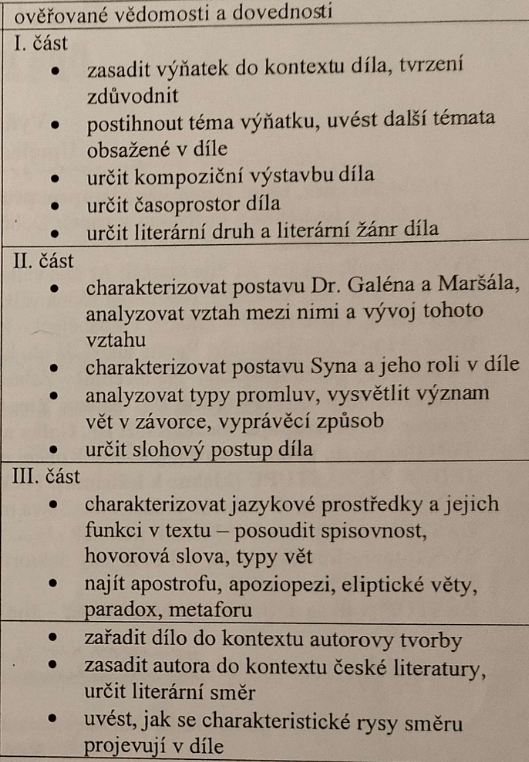 ověřované vědomosti a dovednosti
I. část
• zasadit výňatek do kontextu díla, tvrzení
zdůvodnit
• postihnout téma výňatku, uvést další témata
obsažené v díle
• určit kompoziční výstavbu díla
• určit časoprostor díla
• určit literární druh a literární žánr díla
II. část
• charakterizovat postavu Dr. Galéna a Maršála,
analyzovat vztah mezi nimi a vývoj tohoto
vztahu
• charakterizovat postavu Syna a jeho roli v díle
• analyzovat typy promluv, vysvětlit význam
vět v závorce, vyprávěcí způsob
• určit slohový postup díla
III. část
• charakterizovat jazykové prostředky a jejich
funkci v textu – posoudit spisovnost,
hovorová slova, typy vět
• najít apostrofu, apoziopezi, eliptické věty,
paradox, metaforu
• zařadit dílo do kontextu autorovy tvorby
• zasadit autora do kontextu české literatury,
určit literární směr
• uvést, jak se charakteristické rysy směru
projevují v díle